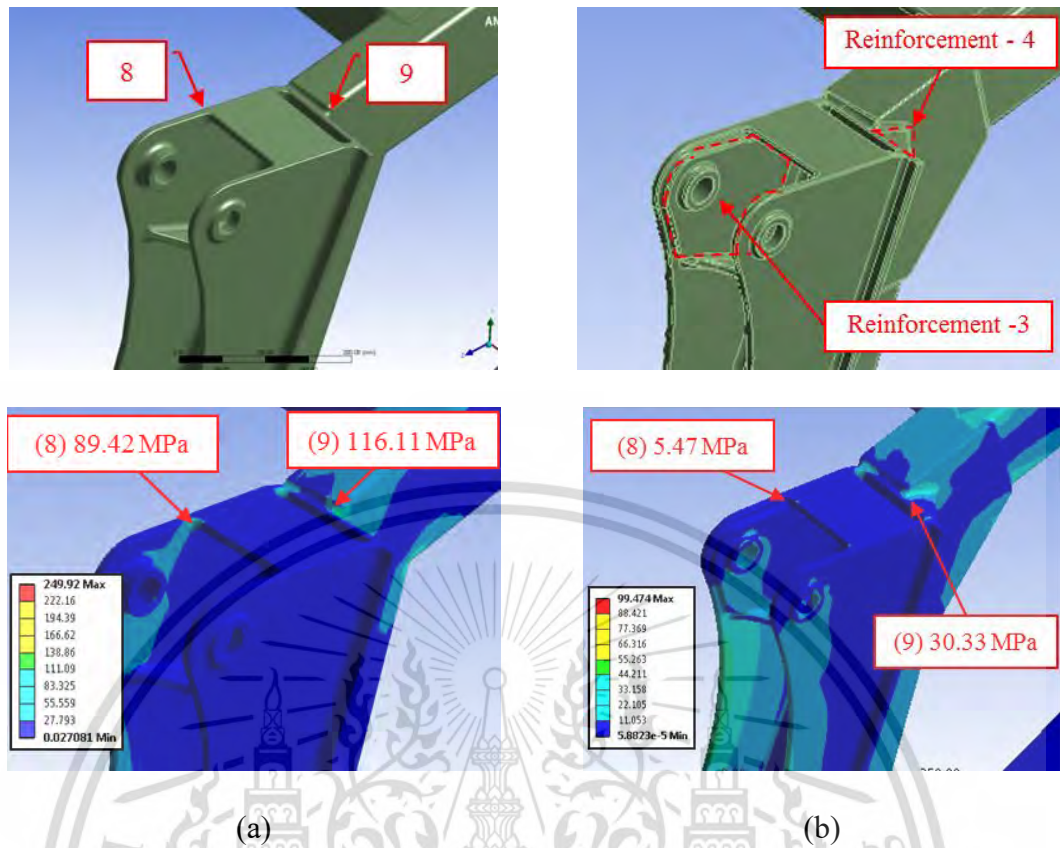 8
9
AN
Reinforcement - 4
Reinforcement -3
(8) 89.42 MPa
(9) 116.11 MPa
249.92 Max
222.16
194.39
166.62
138.86
111.09
83.325
55.559
27.793
0.027081 Min
(8) 5.47 MPa
(9) 30.33 MPa
99.474 Max
88.421
77.369
66.316
55.263
44.211
33.158
22.105
11.053
5.8823e-5 Min
(a)
(b)